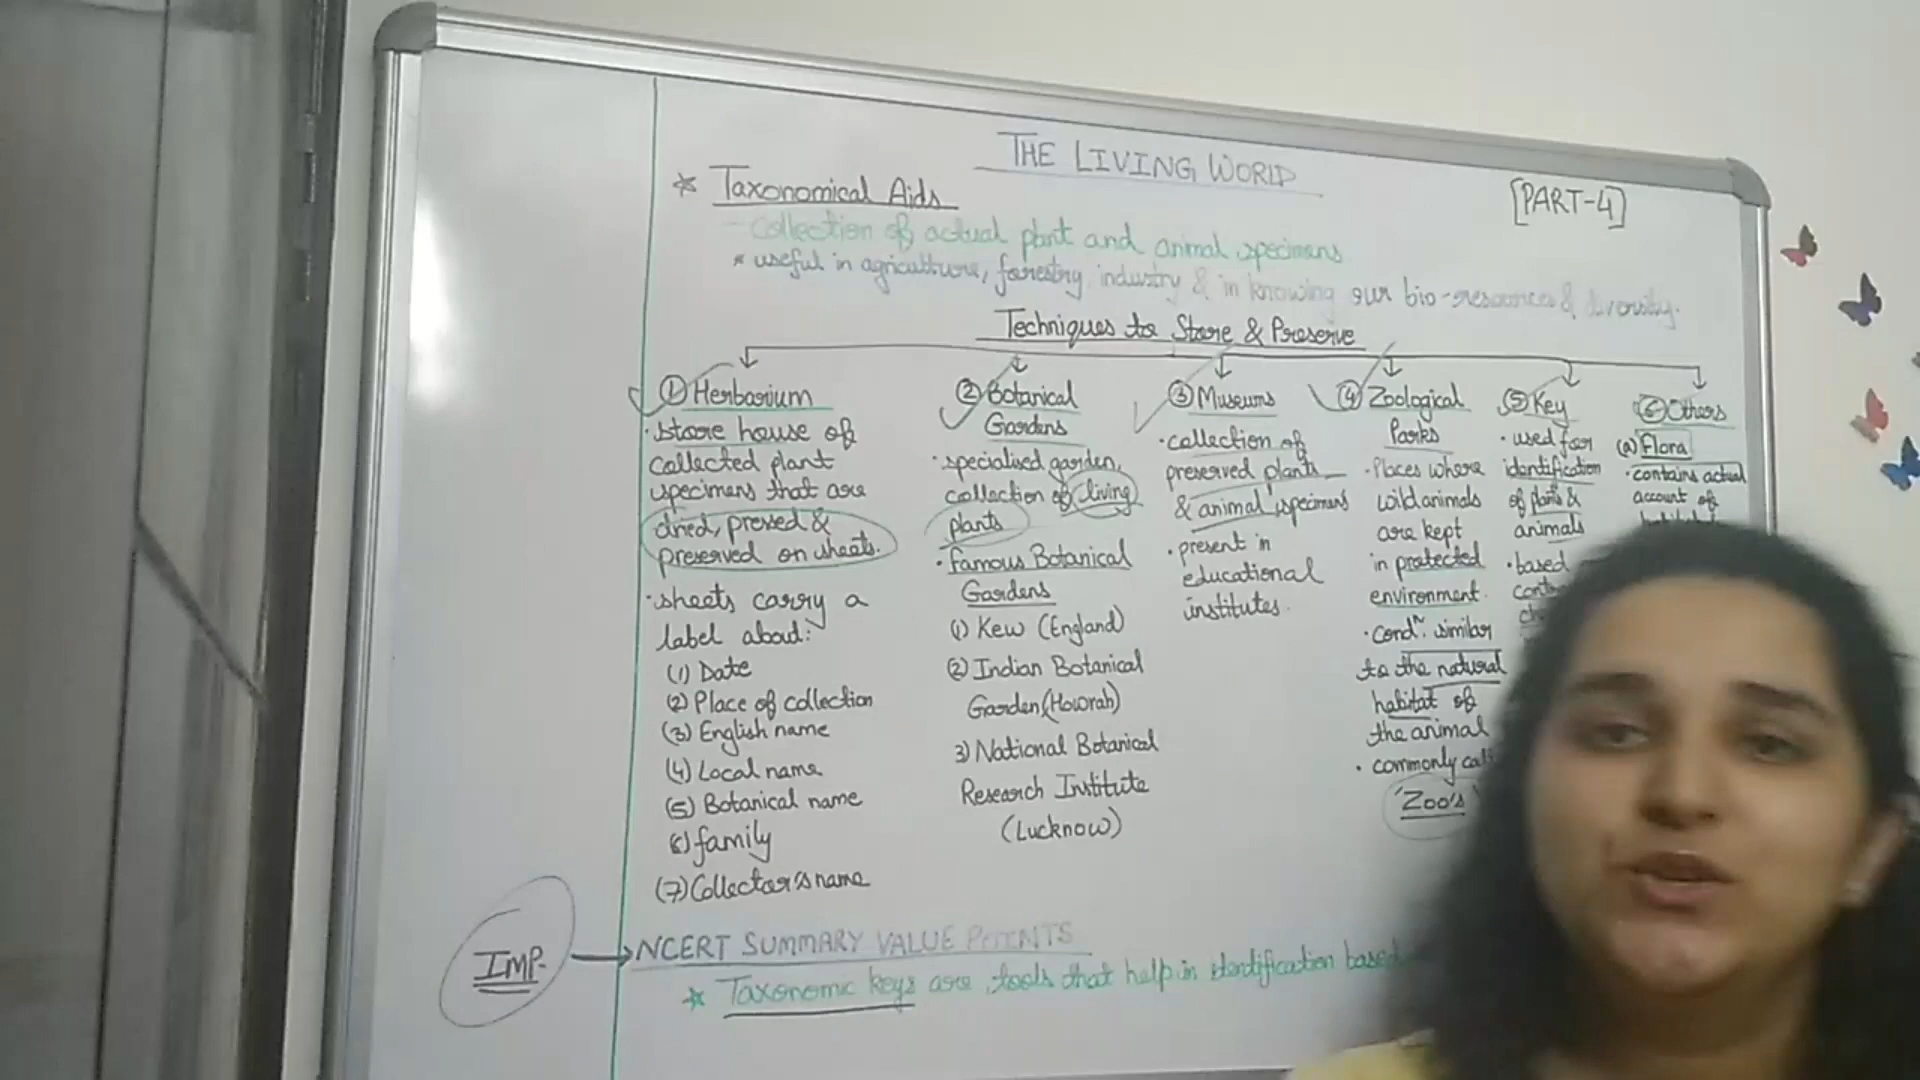 THE LIVING WORLD
[PART-4]
* Taxonomical Aids
- Collection of actual plant and animal specimens
* useful in agriculture, forestry, industry & in knowing our bio-resources & diversity.
Techniques to Store & Preserve
① Herbarium
· store house of
collected plant
specimens that are
dried, pressed &
preserved on sheets.
· sheets carry a
label about:
(1) Date
(2) Place of collection
(3) English name
(4) Local name
(5) Botanical name
6) family
(7) Collector's name
② Botanical
Gardens
· specialised garden,
collection of living
plants
· famous Botanical
Gardens
(1) Kew (England)
(2) Indian Botanical
Garden (Howrah)
3) National Botanical
Research Institute
(Lucknow)
③ Museums
· collection of
preserved plants
& animal specimens
· present in
educational
institutes.
④ Zoological
Parks
· Places where
wild animals
are kept
in protected
environment.
· Condⁿ. similar
to the natural
habitat of
the animal
· commonly
'Zoo's'
⑤ Key
· used for
identification
of plants &
animals
· based
⑥ Others
(a) Flora
· contains actual
account of
IMP.
NCERT SUMMARY VALUE POINTS
* Taxonomic keys are tools that help in identification based